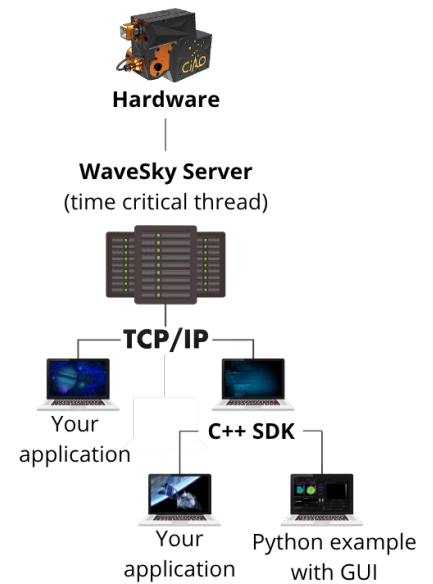 CiAO
Hardware
WaveSky Server
(time critical thread)
TCP/IP
Your
application
C++ SDK
Your
application
Python example
with GUI